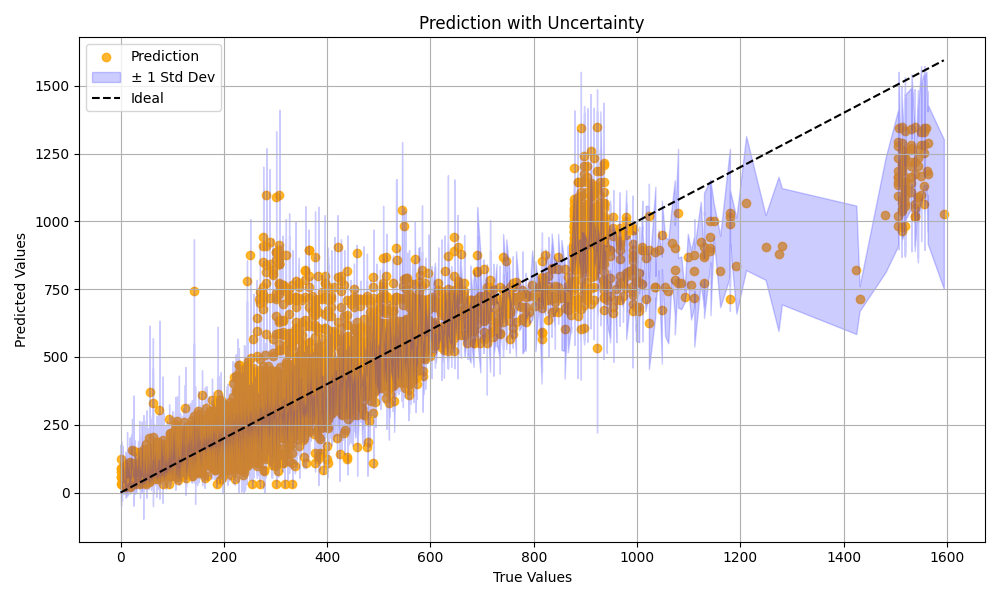 Prediction with Uncertainty
Prediction
± 1 Std Dev
Ideal
Predicted Values
1500
1250
1000
750
500
250
0
0 200 400 600 800 1000 1200 1400 1600
True Values